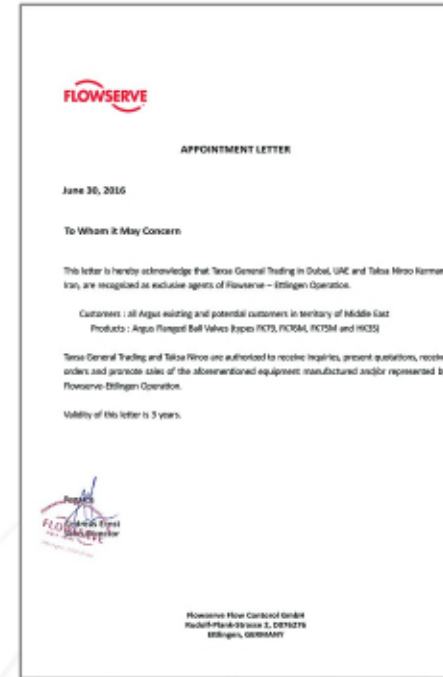 FLOWSERVE
APPOINTMENT LETTER
June 30, 2016
To Whom it May Concern
This letter is hereby acknowledge that Taxsa General Trading in Dubai, UAE and Taksa Niroo Kerman
Iran, are recognized as exclusive agents of Flowserve – Ettlingen Operation.
Customers : all Argus existing and potential customers in territory of Middle East
Products : Argus Flanged Ball Valves (types FK79, FK76M, FK75M and HK35)
General Trading and Taksa Niroo are authorized to receive inquiries, present quotations, receive
orders and promote sales of the aforementioned equipment manufactured and/or represented b
Flowserve-Ettlingen Operation.
Validity of this letter is 3 years.
Andreas Ernst
Sales Director
Flowserve Flow Contorol GmbH
Rudolf-Plank-Strasse 2, D076276
Ettlingen, GERMANY